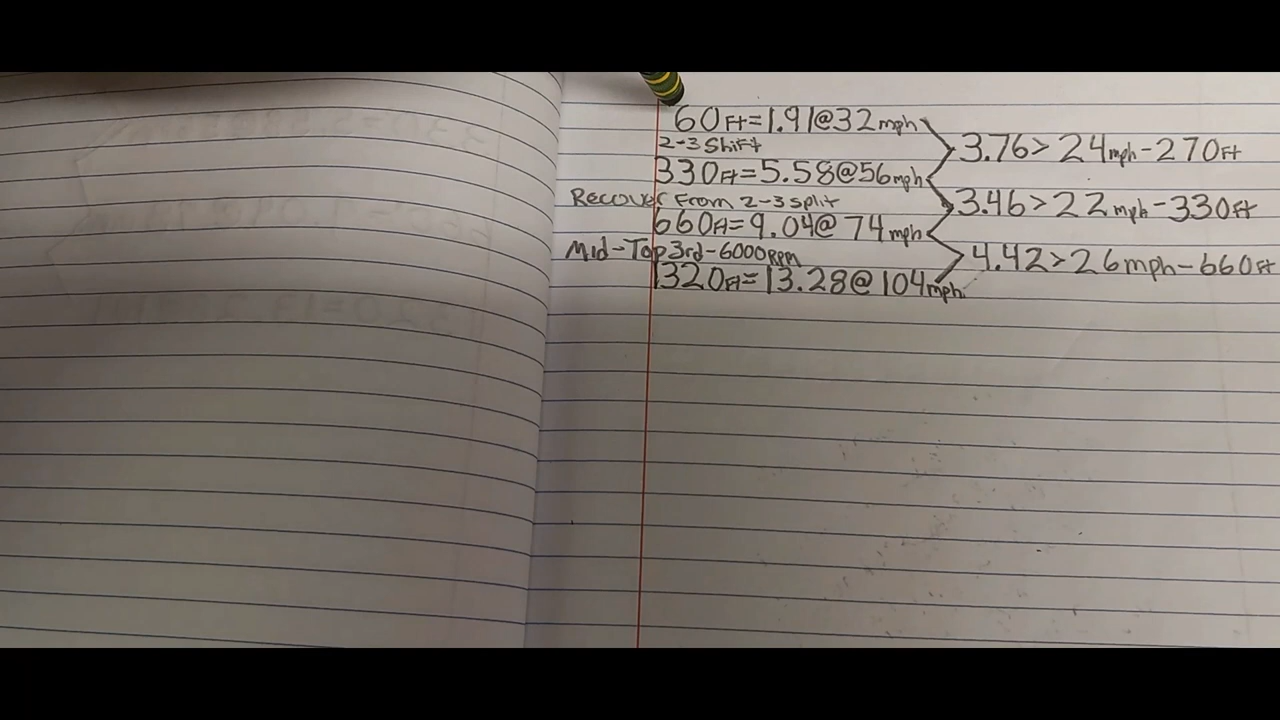 60Ft=1.91@32mph
2-3 Shift
3.76>24mph-270Ft
330Ft=5.58@56mph
Recover From 2-3 split
3.46>22mph-330Ft
660Ft=9.04@74mph
Mid-Top 3rd-6000RPM
4.42>26mph-660Ft
1320Ft=13.28@104mph